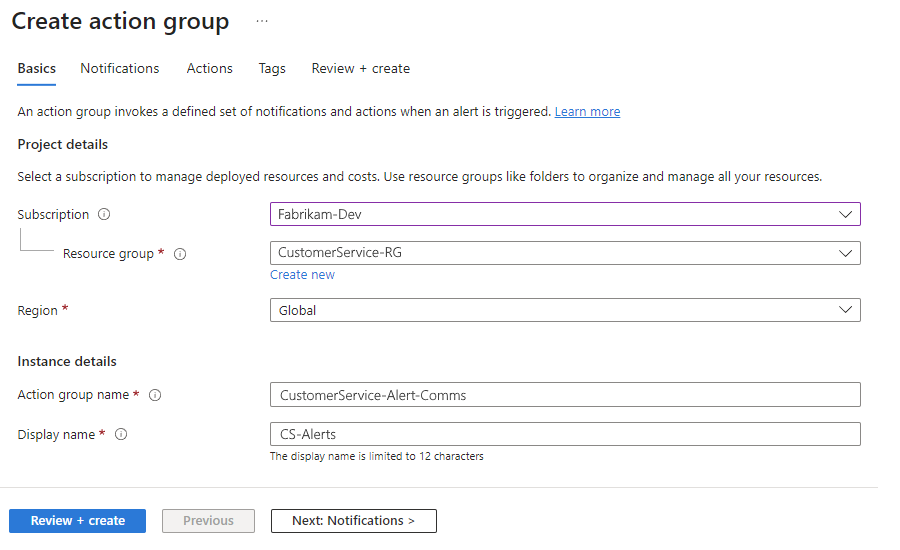 Create action group ...
Basics Notifications Actions Tags Review + create
An action group invokes a defined set of notifications and actions when an alert is triggered. Learn more
Project details
Select a subscription to manage deployed resources and costs. Use resource groups like folders to organize and manage all your resources.
Subscription Fabrikam-Dev
Resource group * CustomerService-RG
Create new
Region * Global
Instance details
Action group name * CustomerService-Alert-Comms
Display name * CS-Alerts
The display name is limited to 12 characters
Review + create Previous Next: Notifications >